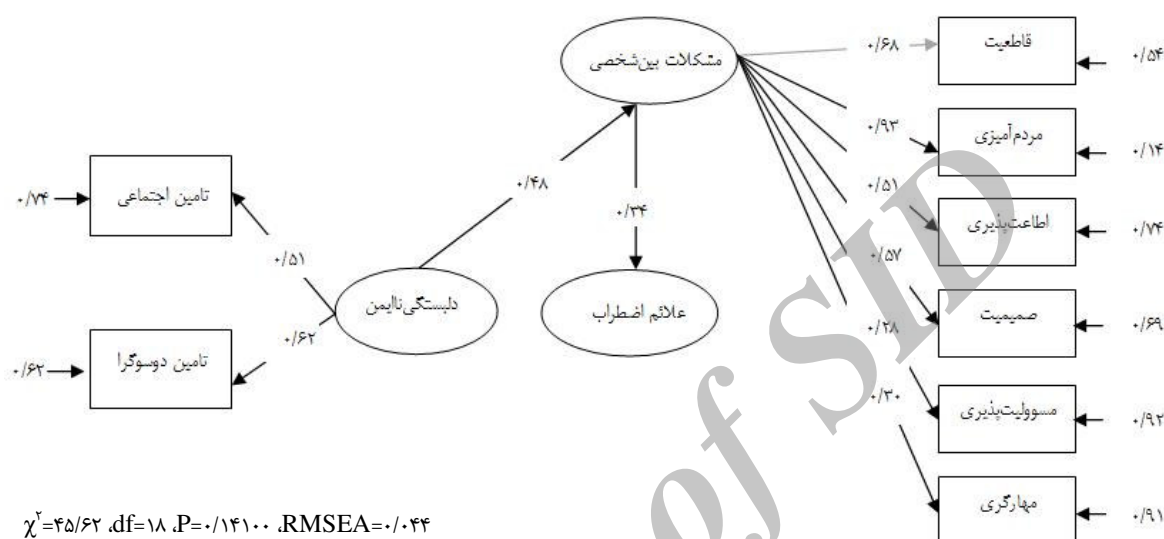 ۰/۶۸
قاطعیت
۰/۵۴
مشکلات بین‌شخصی
۰/۹۳
مردم‌آمیزی
۰/۱۴
۰/۷۴
تامین اجتماعی
۰/۴۸
۰/۳۴
۰/۵۱
اطاعت‌پذیری
۰/۷۴
۰/۵۱
دلبستگی ناایمن
علائم اضطراب
۰/۵۷
صمیمیت
۰/۶۹
۰/۶۲
تامین دوسوگرا
۰/۶۲
۰/۲۸
مسوولیت‌پذیری
۰/۹۲
۰/۳۰
مهارگری
۰/۹۱
χ۲=۴۵/۶۲ ،df=۱۸ ،P=۰/۱۴۱۰۰ ،RMSEA=۰/۰۴۴
of SID